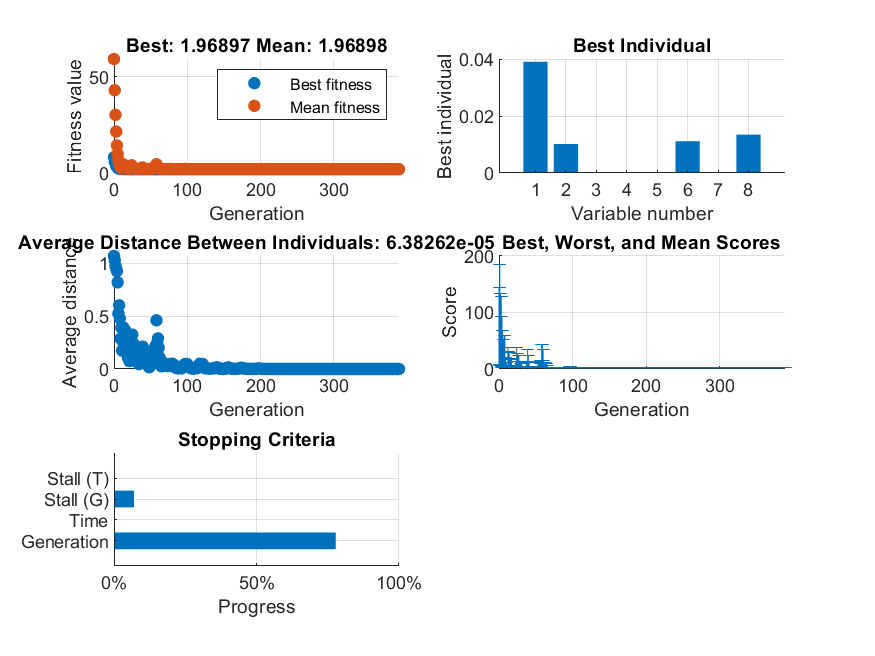 Best: 1.96897 Mean: 1.96898
Fitness value
50
0
Best fitness
Mean fitness
0 100 200 300
Generation
Best Individual
Best individual
0.04
0.02
0
1 2 3 4 5 6 7 8
Variable number
Average Distance Between Individuals: 6.38262e-05
Average distance
1
0.5
0
0 100 200 300
Generation
Best, Worst, and Mean Scores
Score
200
100
0
0 100 200 300
Generation
Stopping Criteria
Stall (T)
Stall (G)
Time
Generation
0% 50% 100%
Progress